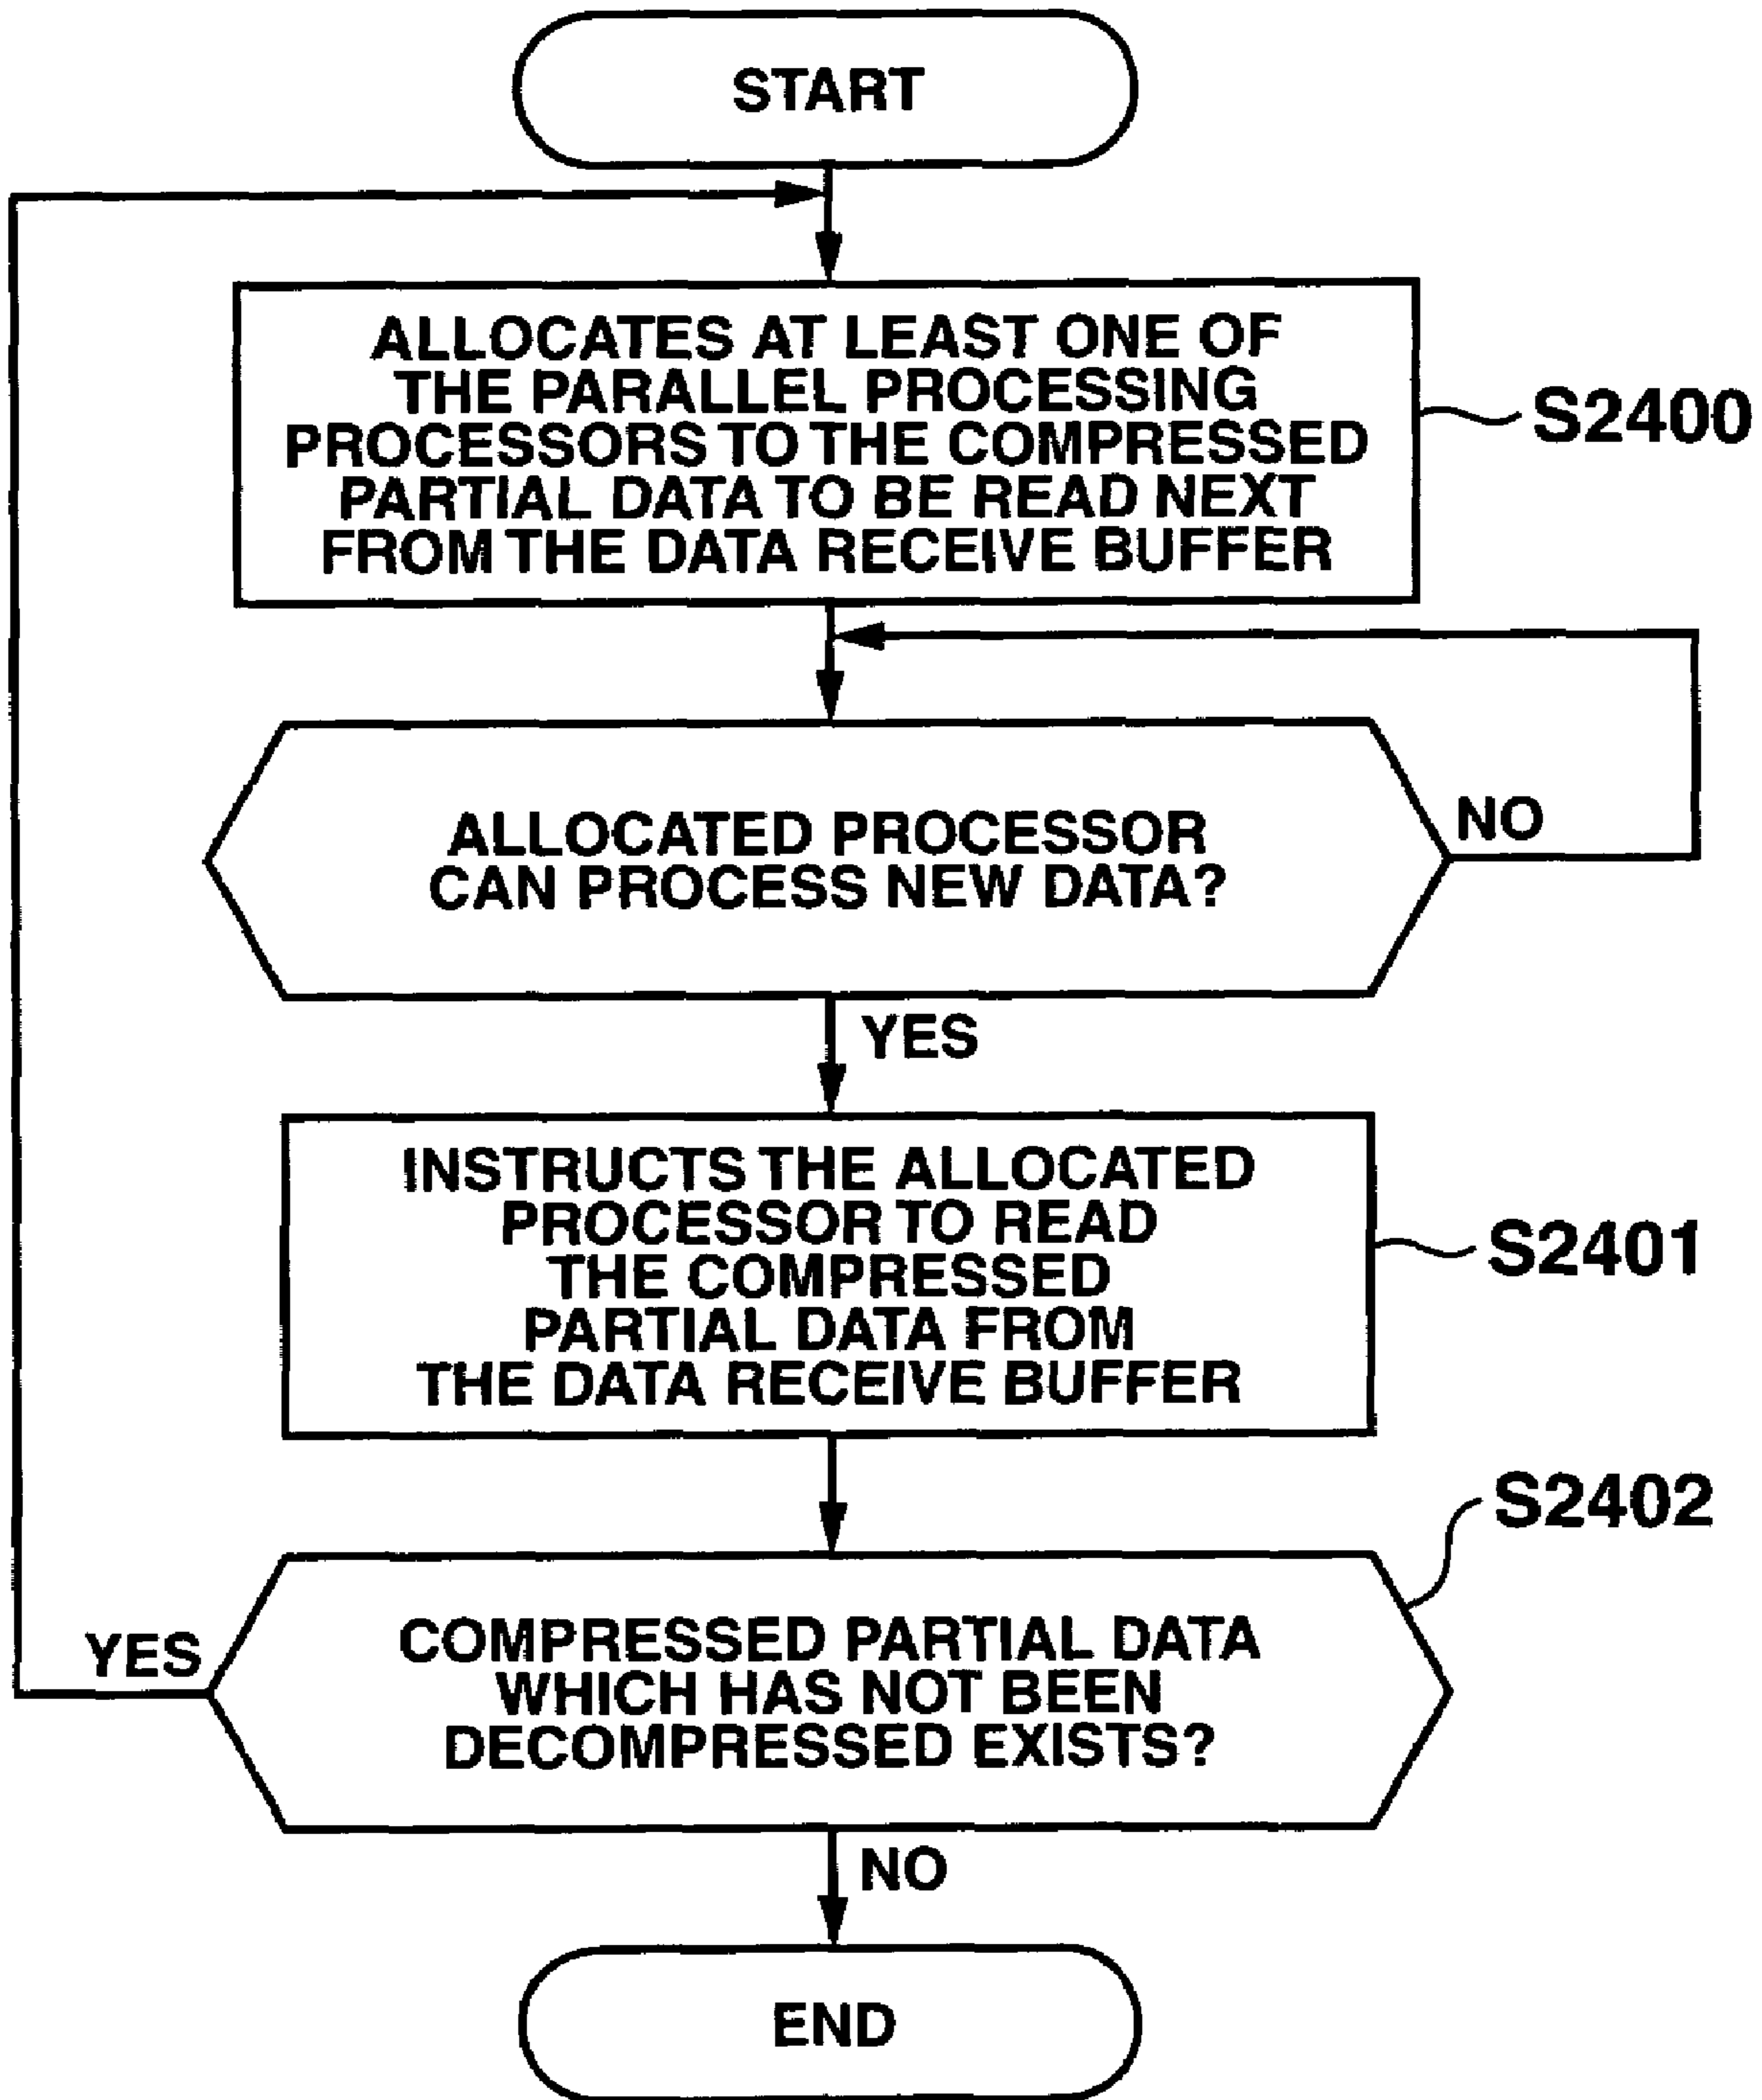 START
ALLOCATES AT LEAST ONE OF
THE PARALLEL PROCESSING
PROCESSORS TO THE COMPRESSED
PARTIAL DATA TO BE READ NEXT
FROM THE DATA RECEIVE BUFFER
S2400
ALLOCATED PROCESSOR
CAN PROCESS NEW DATA?
NO
YES
INSTRUCTS THE ALLOCATED
PROCESSOR TO READ
THE COMPRESSED
PARTIAL DATA FROM
THE DATA RECEIVE BUFFER
S2401
S2402
COMPRESSED PARTIAL DATA
WHICH HAS NOT BEEN
DECOMPRESSED EXISTS?
YES
NO
END